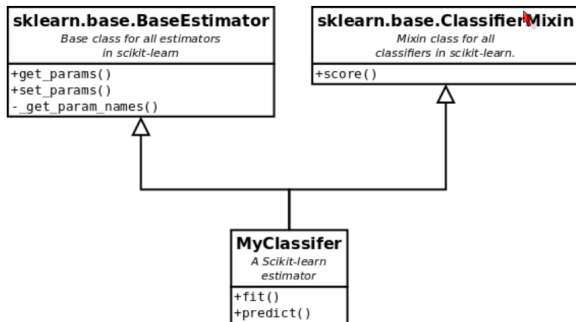 sklearn.base.BaseEstimator
Base class for all estimators
in scikit-learn
+get_params()
+set_params()
-_get_param_names()
sklearn.base.ClassifierMixin
Mixin class for all
classifiers in scikit-learn.
+score()
MyClassifer
A Scikit-learn
estimator
+fit()
+predict()